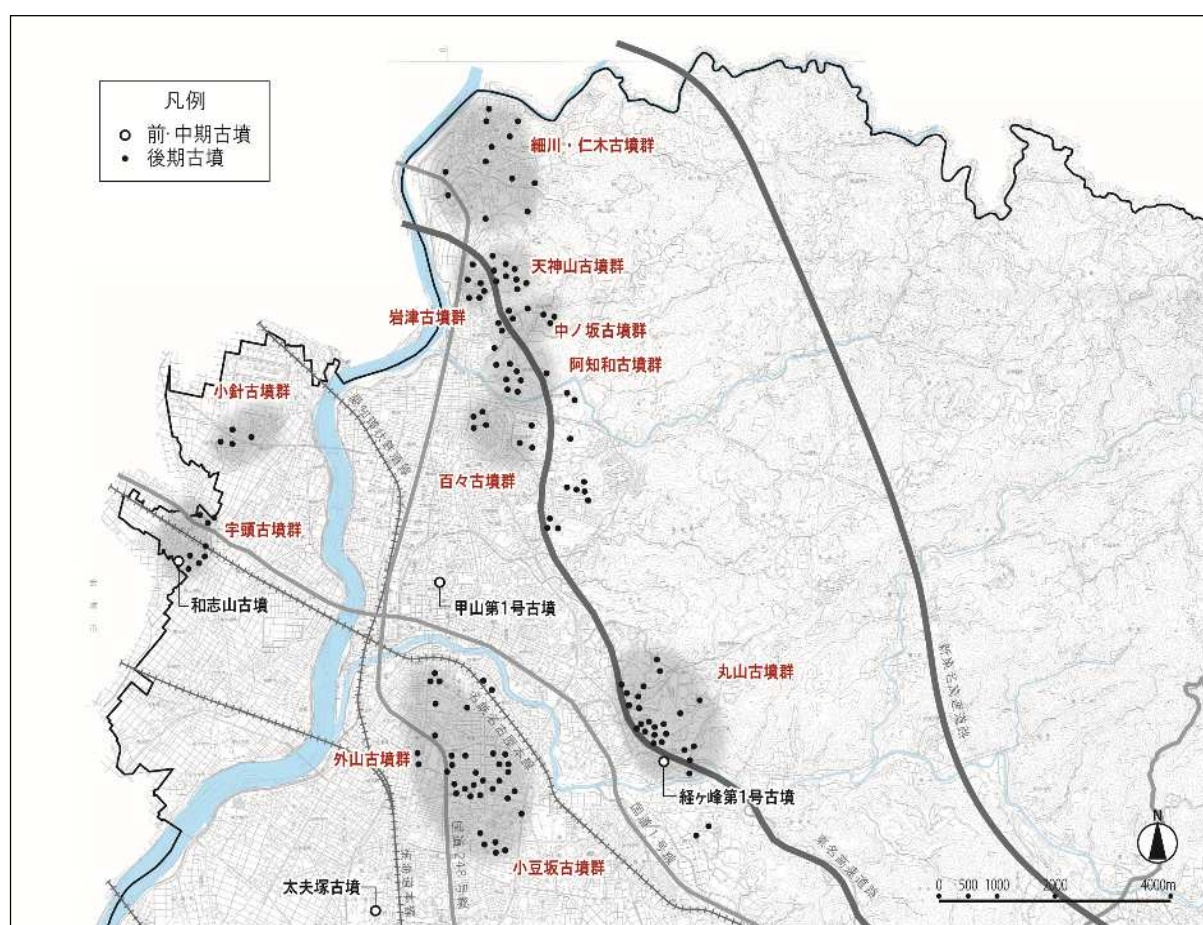 凡例
前・中期古墳
後期古墳
細川・仁木古墳群
天神山古墳群
岩津古墳群
中ノ坂古墳群
阿知和古墳群
小針古墳群
百々古墳群
宇頭古墳群
和志山古墳
甲山第1号古墳
丸山古墳群
新東名高速道路
外山古墳群
名鉄名古屋本線
経ヶ峰第1号古墳
国道1号線
国道248号線
東名高速道路
小豆坂古墳群
太夫塚古墳
N
0 500 1000 2000 4000m